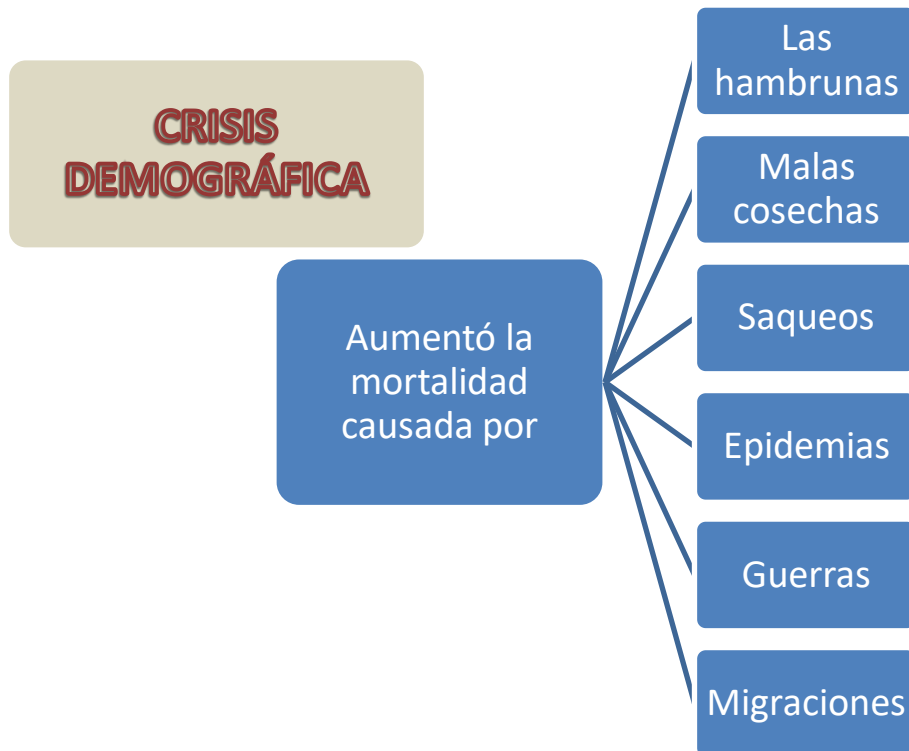 CRISIS
DEMOGRÁFICA
Aumentó la
mortalidad
causada por
Las
hambrunas
Malas
cosechas
Saqueos
Epidemias
Guerras
Migraciones